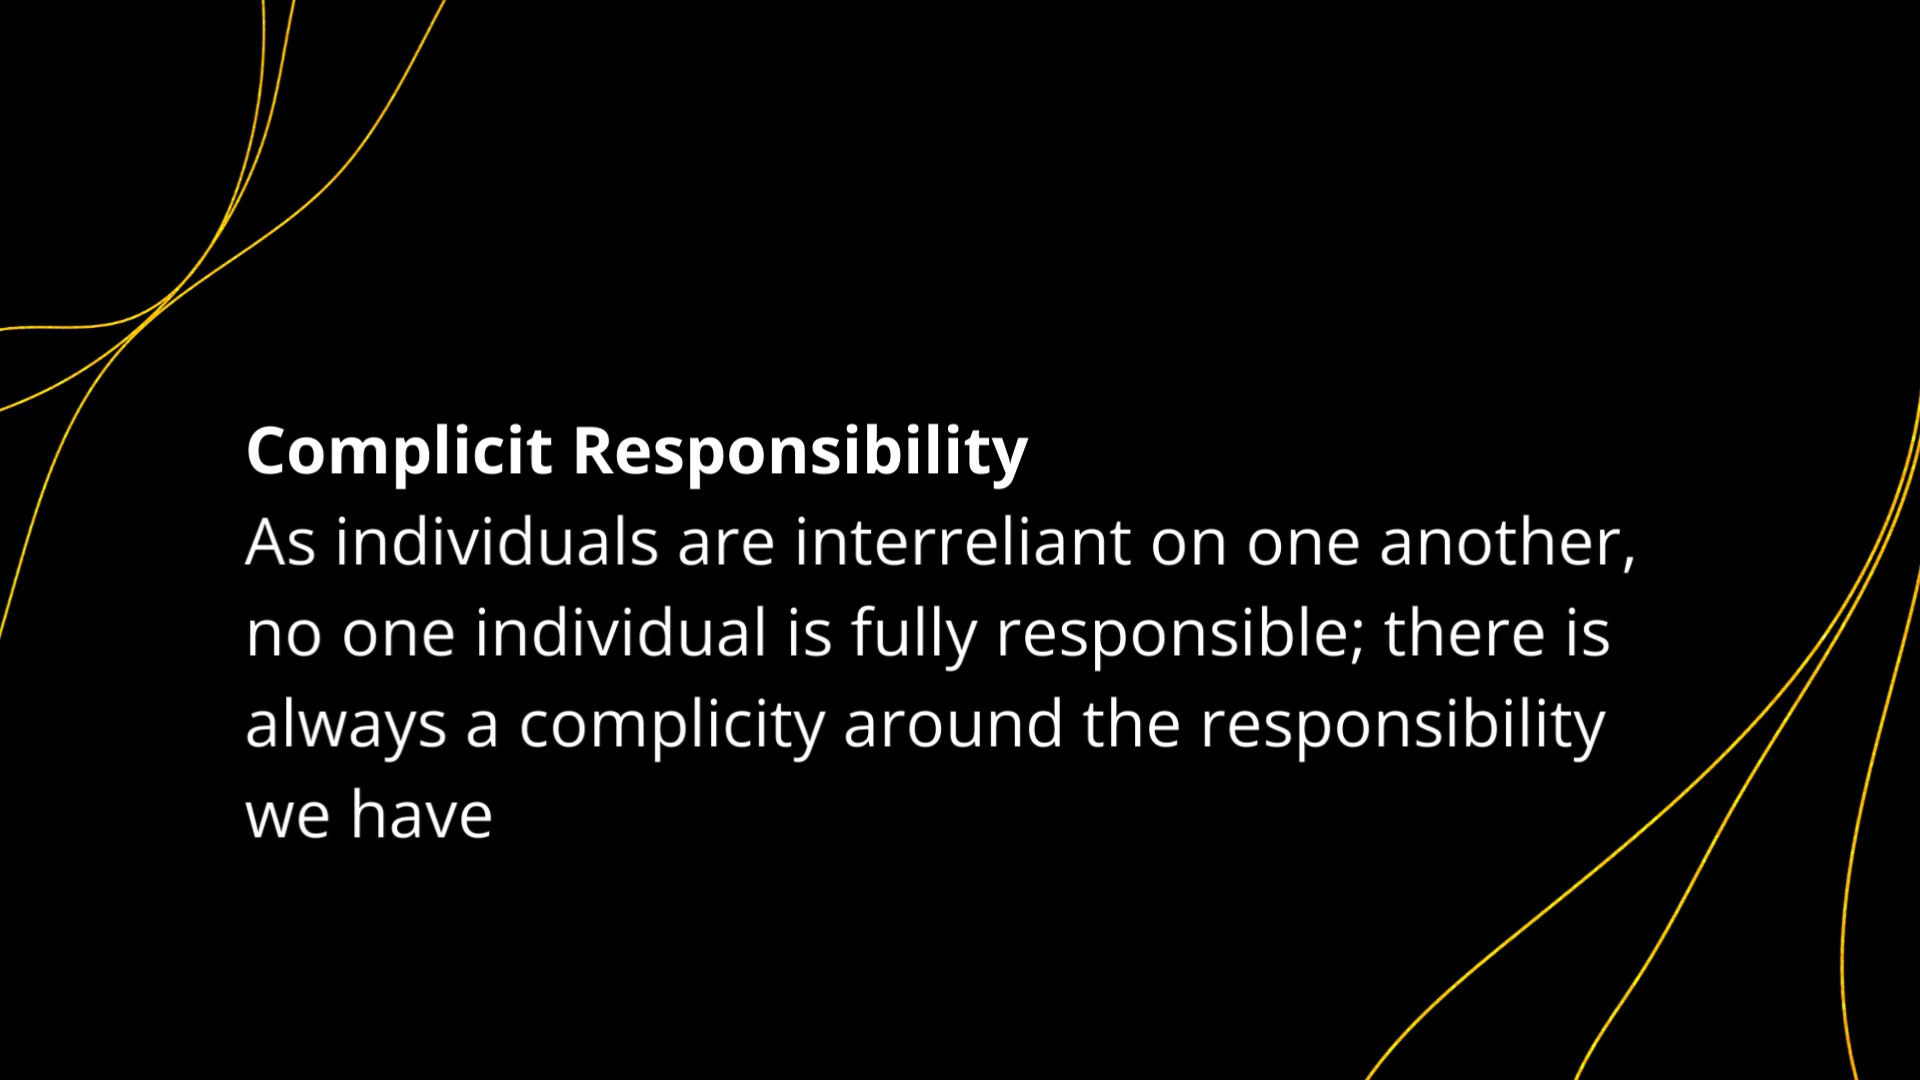 Complicit Responsibility
As individuals are interreliant on one another,
no one individual is fully responsible; there is
always a complicity around the responsibility
we have